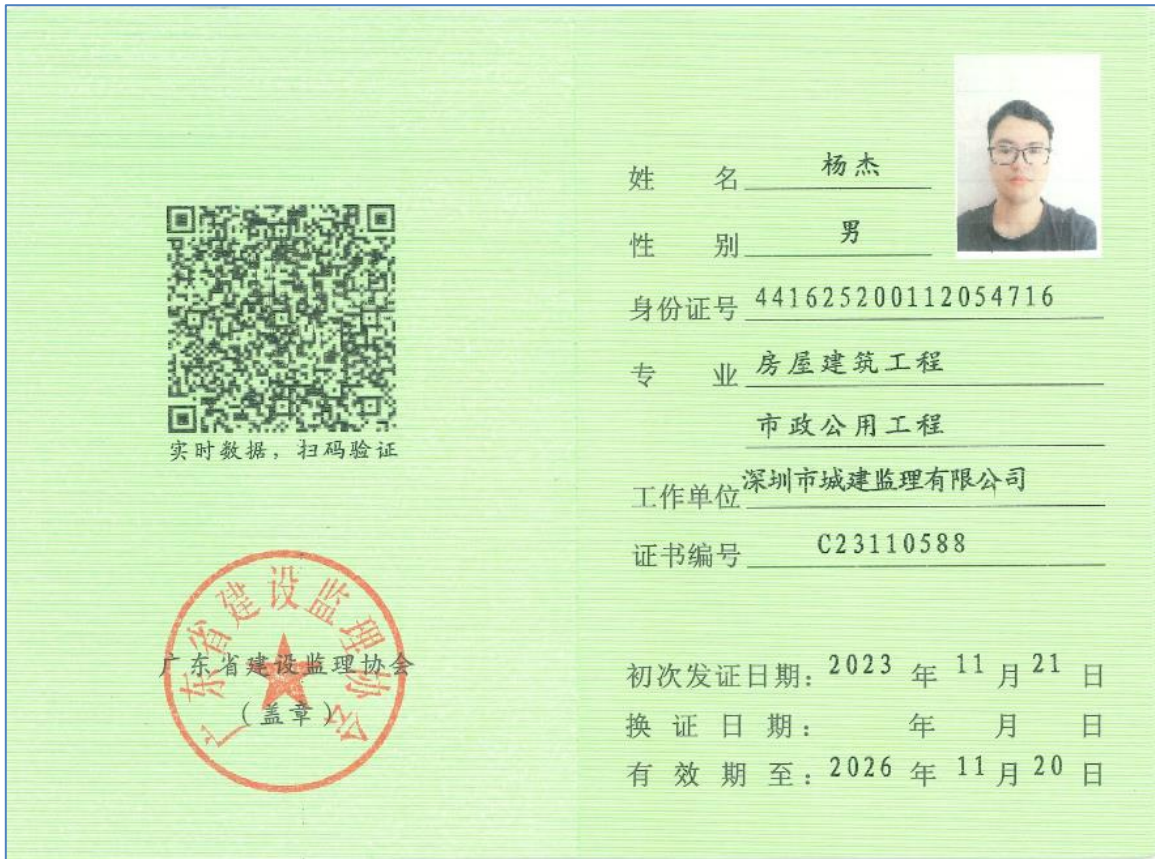 实时数据，扫码验证
广东省建设监理协会
广东省建设监理协会
（盖章）
姓 名 杨杰
性 别 男
身份证号 441625200112054716
专 业 房屋建筑工程
市政公用工程
工作单位 深圳市城建监理有限公司
证书编号 C23110588
初次发证日期：2023 年 11 月 21 日
换证日期： 年 月 日
有效期至：2026 年 11 月 20 日